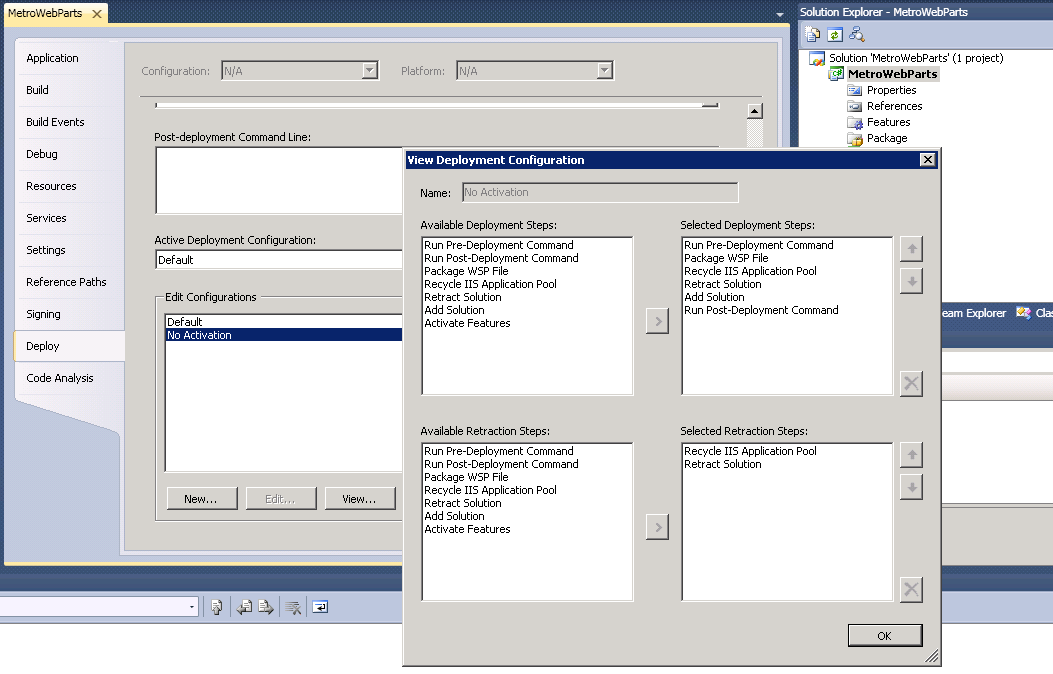 MetroWebParts
Solution Explorer - MetroWebParts
Application
Build
Build Events
Debug
Resources
Services
Settings
Reference Paths
Signing
Deploy
Code Analysis
Configuration: N/A
Platform: N/A
Solution 'MetroWebParts' (1 project)
MetroWebParts
Properties
References
Features
Package
Post-deployment Command Line:
Active Deployment Configuration:
Default
Edit Configurations
Default
No Activation
New...
Edit...
View...
View Deployment Configuration
Name: No Activation
Available Deployment Steps:
Run Pre-Deployment Command
Run Post-Deployment Command
Package WSP File
Recycle IIS Application Pool
Retract Solution
Add Solution
Activate Features
Selected Deployment Steps:
Run Pre-Deployment Command
Package WSP File
Recycle IIS Application Pool
Retract Solution
Add Solution
Run Post-Deployment Command
Available Retraction Steps:
Run Pre-Deployment Command
Run Post-Deployment Command
Package WSP File
Recycle IIS Application Pool
Retract Solution
Add Solution
Activate Features
Selected Retraction Steps:
Recycle IIS Application Pool
Retract Solution
OK
eam Explorer
Clas